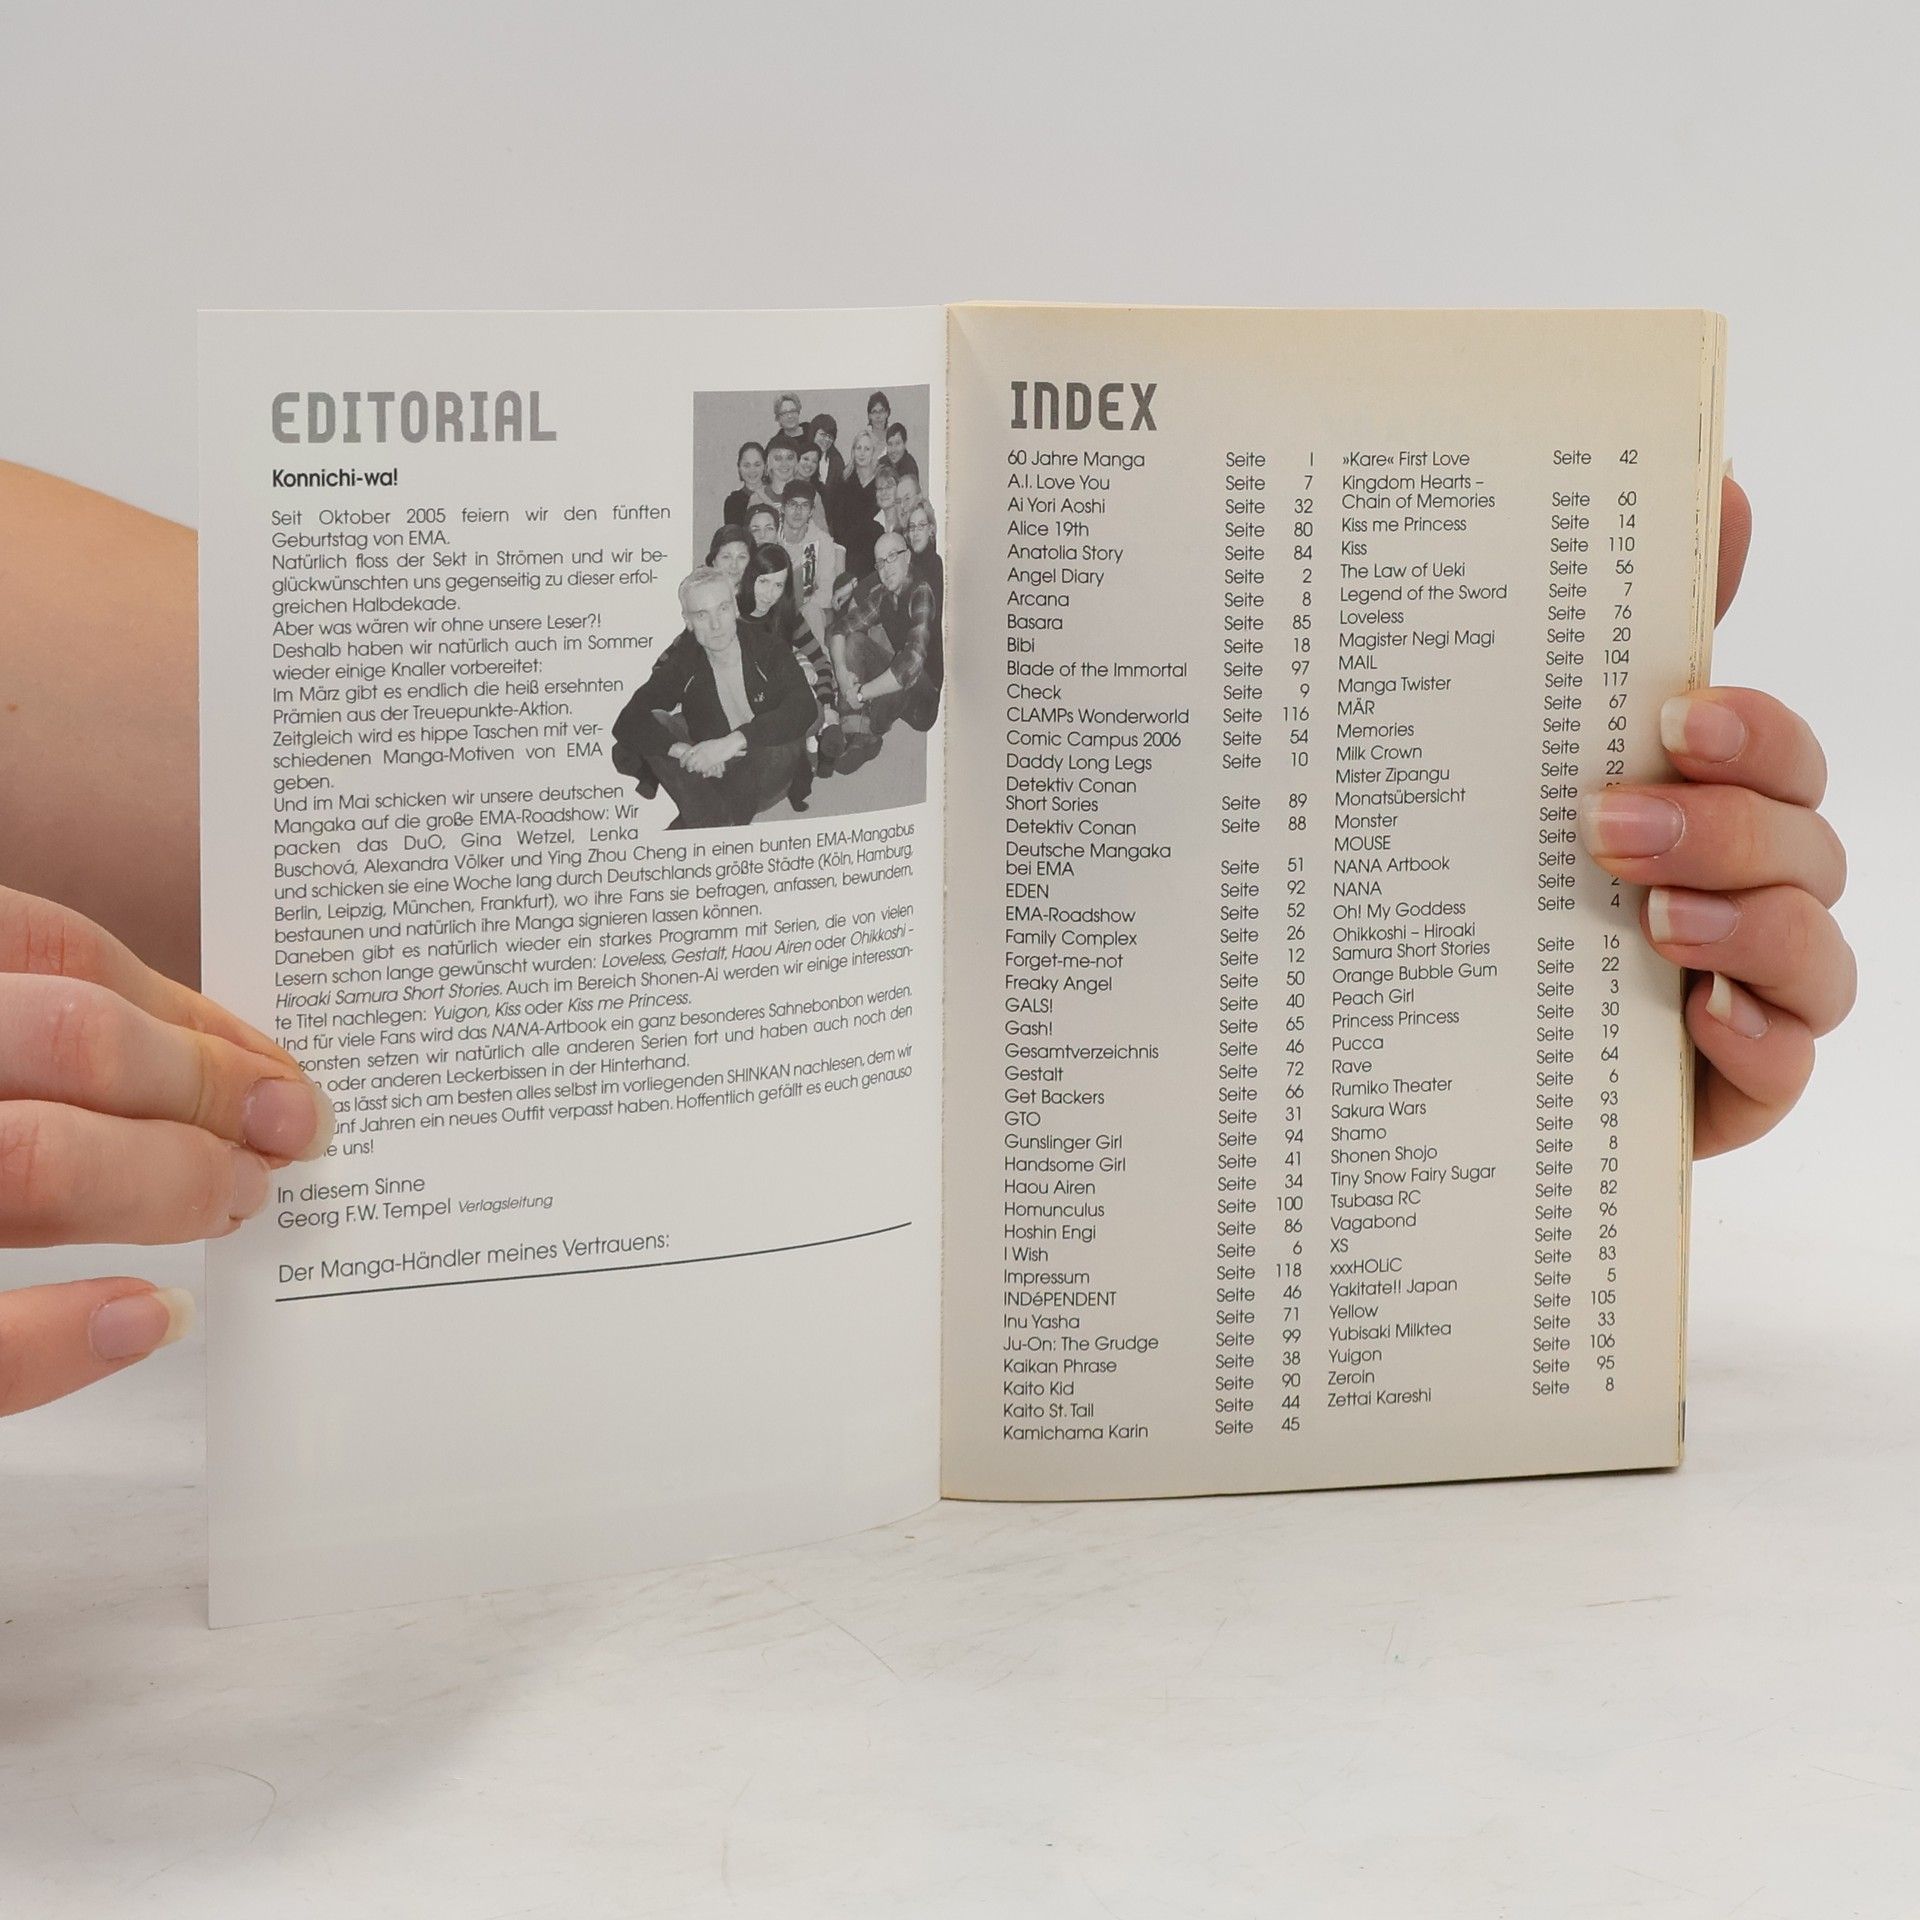 EDITORIAL
Konnichi-wa!
Seit Oktober 2005 feiern wir den fünften
Geburtstag von EMA.
Natürlich floss der Sekt in Strömen und wir be-
glückwünschten uns gegenseitig zu dieser erfol-
greichen Halbdekade.
Aber was wären wir ohne unsere Leser?!
Deshalb haben wir natürlich auch im Sommer
wieder einige Knaller vorbereitet:
Im März gibt es endlich die heiß ersehnten
Prämien aus der Treuepunkte-Aktion.
Zeitgleich wird es hippe Taschen mit ver-
schiedenen Manga-Motiven von EMA
geben.
Und im Mai schicken wir unsere deutschen
Mangaka auf die große EMA-Roadshow: Wir
packen das DuO, Gina Wetzel, Lenka
Buschová, Alexandra Völker und Ying Zhou Cheng in einen bunten EMA-Mangabus
und schicken sie eine Woche lang durch Deutschlands größte Städte (Köln, Hamburg,
Berlin, Leipzig, München, Frankfurt), wo ihre Fans sie befragen, anfassen, bewundern,
bestaunen und natürlich ihre Manga signieren lassen können.
Daneben gibt es natürlich wieder ein starkes Programm mit Serien, die von vielen
Lesern schon lange gewünscht wurden: Loveless, Gestalt, Haou Airen oder Ohikkoshi -
Hiroaki Samura Short Stories. Auch im Bereich Shonen-Ai werden wir einige interessan-
te Titel nachlegen: Yuigon, Kiss oder Kiss me Princess.
Und für viele Fans wird das NANA-Artbook ein ganz besonderes Sahnebonbon werden.
sonsten setzen wir natürlich alle anderen Serien fort und haben auch noch den
oder anderen Leckerbissen in der Hinterhand.
as lässt sich am besten alles selbst im vorliegenden SHINKAN nachlesen, dem wir
ünf Jahren ein neues Outfit verpasst haben. Hoffentlich gefällt es euch genauso
e uns!
In diesem Sinne
Georg F.W. Tempel Verlagsleitung
Der Manga-Händler meines Vertrauens:
INDEX
60 Jahre Manga Seite I
A.I. Love You Seite 7
Ai Yori Aoshi Seite 32
Alice 19th Seite 80
Anatolia Story Seite 84
Angel Diary Seite 2
Arcana Seite 8
Basara Seite 85
Bibi Seite 18
Blade of the Immortal Seite 97
Check Seite 9
CLAMPs Wonderworld Seite 116
Comic Campus 2006 Seite 54
Daddy Long Legs Seite 10
Detektiv Conan
Short Sories Seite 89
Detektiv Conan Seite 88
Deutsche Mangaka
bei EMA Seite 51
EDEN Seite 92
EMA-Roadshow Seite 52
Family Complex Seite 26
Forget-me-not Seite 12
Freaky Angel Seite 50
GALS! Seite 40
Gash! Seite 65
Gesamtverzeichnis Seite 46
Gestalt Seite 72
Get Backers Seite 66
GTO Seite 31
Gunslinger Girl Seite 94
Handsome Girl Seite 41
Haou Airen Seite 34
Homunculus Seite 100
Hoshin Engi Seite 86
I Wish Seite 6
Impressum Seite 118
INDéPENDENT Seite 46
Inu Yasha Seite 71
Ju-On: The Grudge Seite 99
Kaikan Phrase Seite 38
Kaito Kid Seite 90
Kaito St. Tail Seite 44
Kamichama Karin Seite 45
»Kare« First Love Seite 42
Kingdom Hearts –
Chain of Memories Seite 60
Kiss me Princess Seite 14
Kiss Seite 110
The Law of Ueki Seite 56
Legend of the Sword Seite 7
Loveless Seite 76
Magister Negi Magi Seite 20
MAIL Seite 104
Manga Twister Seite 117
MÄR Seite 67
Memories Seite 60
Milk Crown Seite 43
Mister Zipangu Seite 22
Monatsübersicht Seite
Monster Seite
MOUSE Seite
NANA Artbook Seite
NANA Seite 2
Oh! My Goddess Seite 4
Ohikkoshi – Hiroaki
Samura Short Stories Seite 16
Orange Bubble Gum Seite 22
Peach Girl Seite 3
Princess Princess Seite 30
Pucca Seite 19
Rave Seite 64
Rumiko Theater Seite 6
Sakura Wars Seite 93
Shamo Seite 98
Shonen Shojo Seite 8
Tiny Snow Fairy Sugar Seite 70
Tsubasa RC Seite 82
Vagabond Seite 96
XS Seite 26
xxxHOLiC Seite 83
Yakitate!! Japan Seite 5
Yellow Seite 105
Yubisaki Milktea Seite 33
Yuigon Seite 106
Zeroin Seite 95
Zettai Kareshi Seite 8